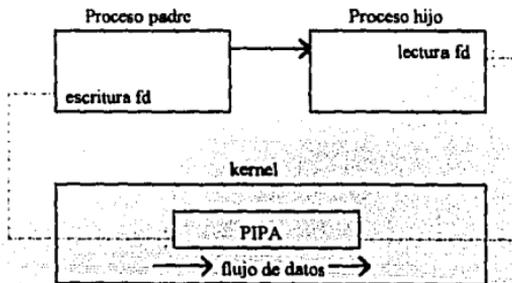 Proceso padre
Proceso hijo
lectura fd
escritura fd
kernel
PIPA
flujo de datos